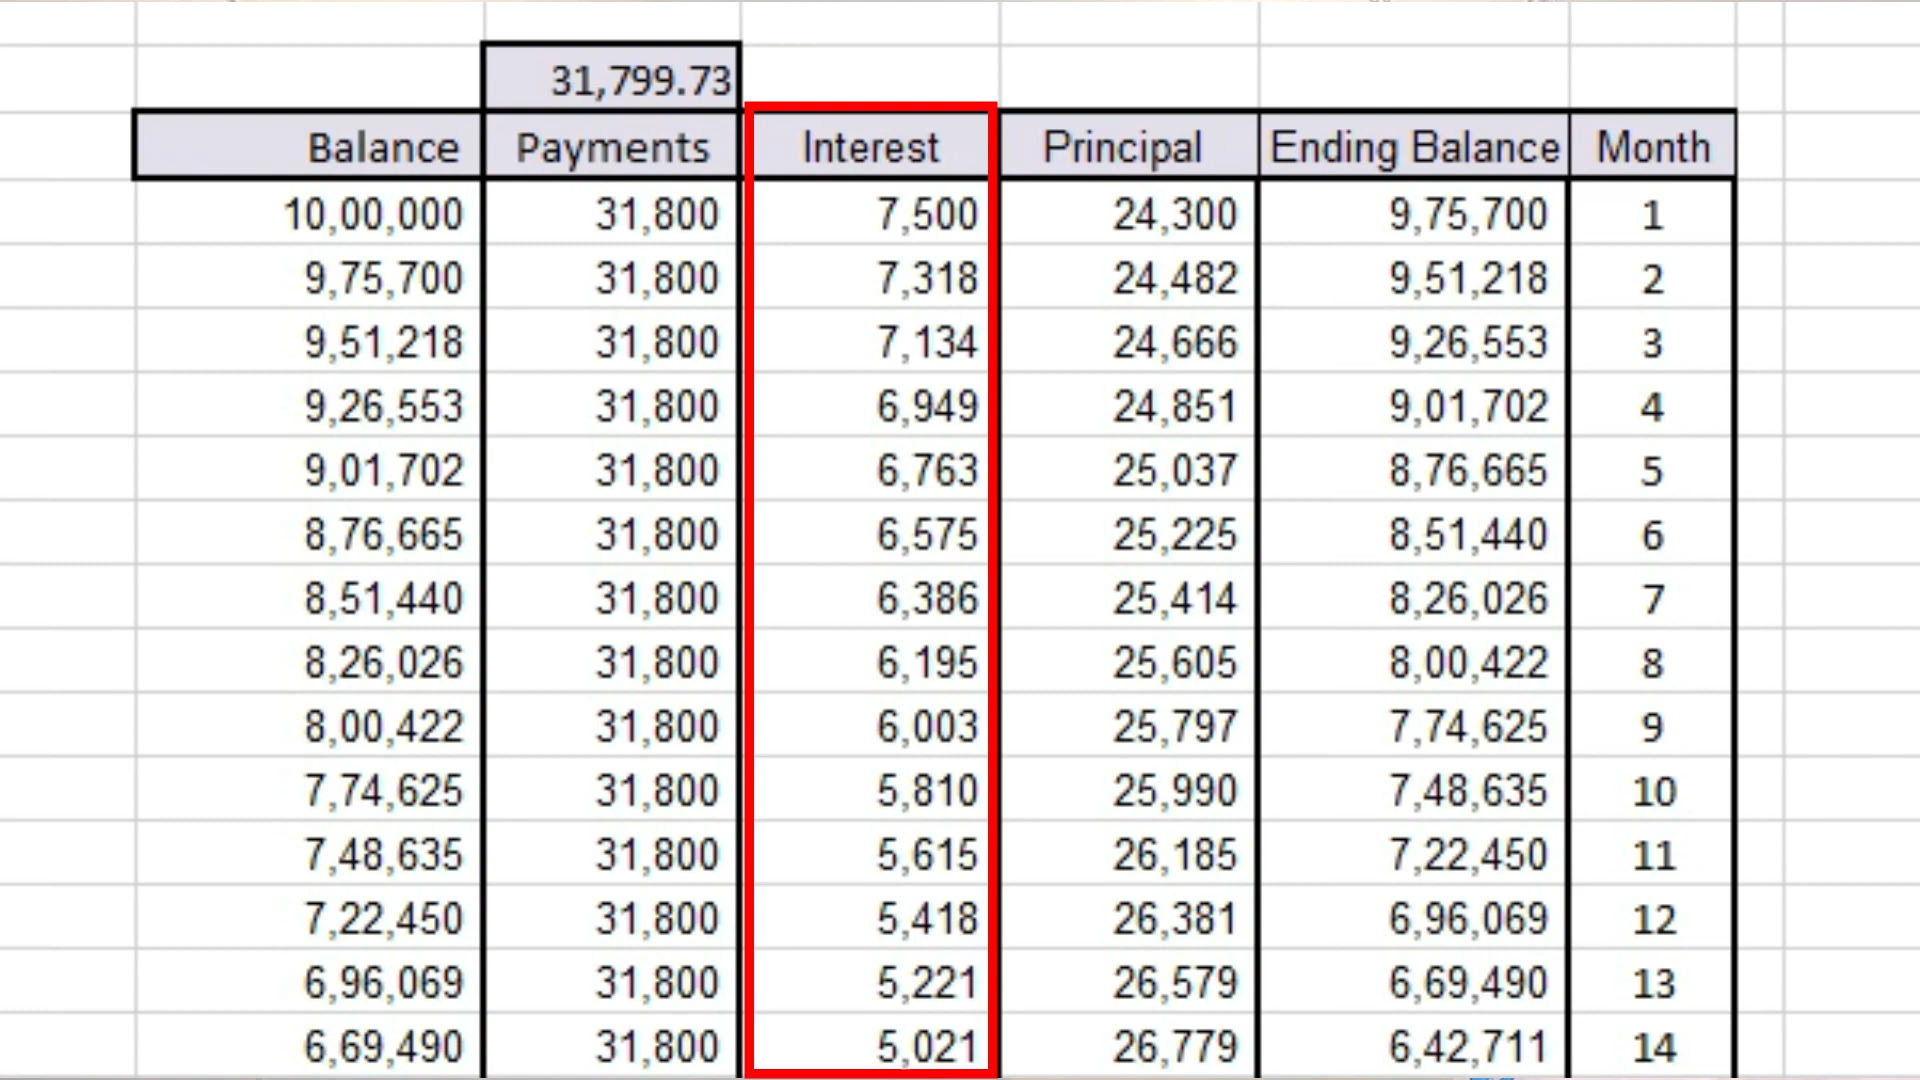 31,799.73
Balance Payments Interest Principal Ending Balance Month
10,00,000 31,800 7,500 24,300 9,75,700 1
9,75,700 31,800 7,318 24,482 9,51,218 2
9,51,218 31,800 7,134 24,666 9,26,553 3
9,26,553 31,800 6,949 24,851 9,01,702 4
9,01,702 31,800 6,763 25,037 8,76,665 5
8,76,665 31,800 6,575 25,225 8,51,440 6
8,51,440 31,800 6,386 25,414 8,26,026 7
8,26,026 31,800 6,195 25,605 8,00,422 8
8,00,422 31,800 6,003 25,797 7,74,625 9
7,74,625 31,800 5,810 25,990 7,48,635 10
7,48,635 31,800 5,615 26,185 7,22,450 11
7,22,450 31,800 5,418 26,381 6,96,069 12
6,96,069 31,800 5,221 26,579 6,69,490 13
6,69,490 31,800 5,021 26,779 6,42,711 14